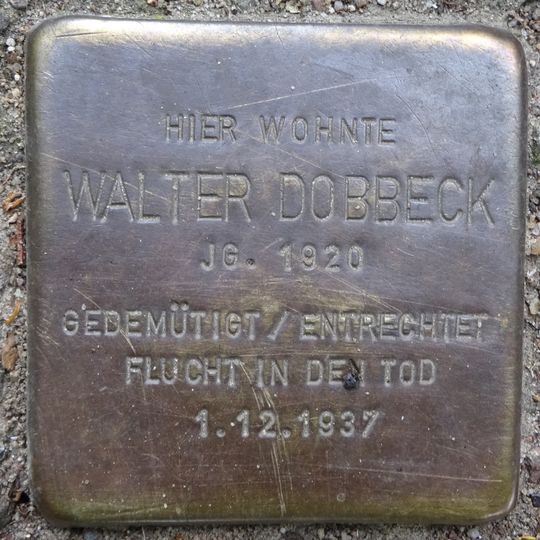 HIER WOHNTE
WALTER DOBBECK
JG. 1920
GEDEMÜTIGT / ENTRECHTET
FLUCHT IN DEN TOD
1.12.1937